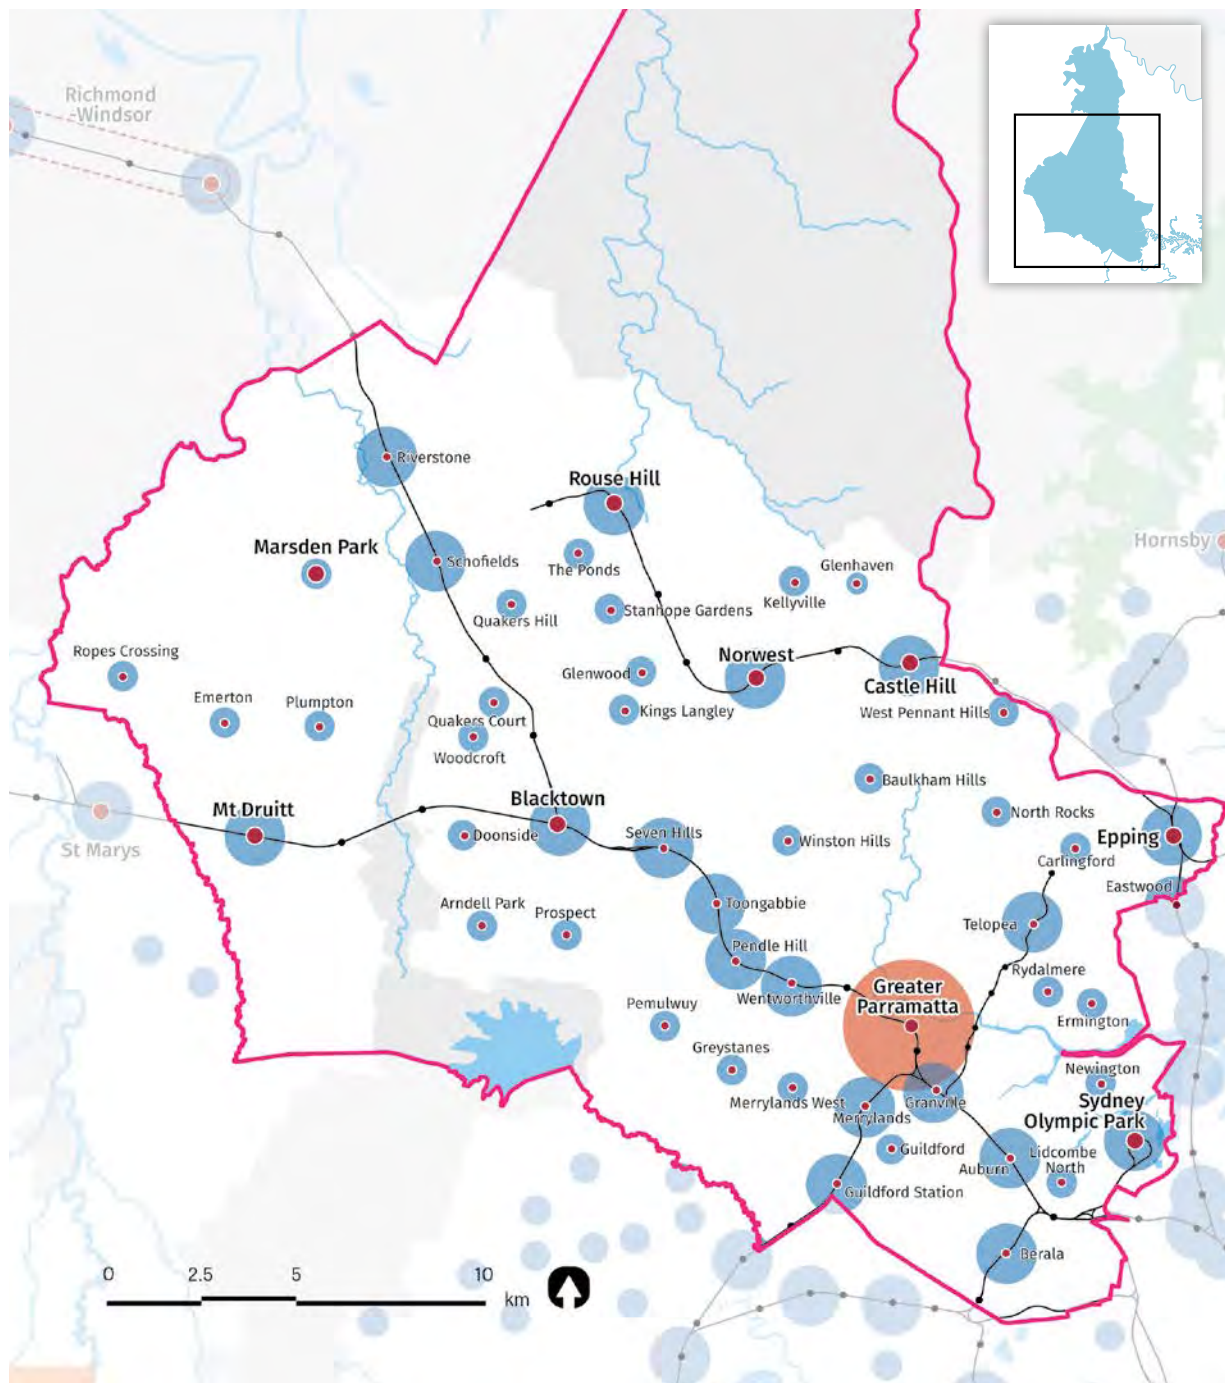 Richmond
-Windsor
Riverstone
Rouse Hill
Marsden Park
Schofields
The Ponds
Hornsby
Glenhaven
Kellyville
Quakers Hill
Stanhope Gardens
Ropes Crossing
Norwest
Glenwood
Castle Hill
Emerton
Plumpton
Quakers Court
Kings Langley
West Pennant Hills
Woodcroft
Baulkham Hills
Mt Druitt
Blacktown
North Rocks
St Marys
Doonside
Seven Hills
Winston Hills
Epping
Carlingford
Eastwood
Arndell Park
Prospect
Toongabbie
Telopea
Pendle Hill
Rydalmere
Wentworthville
Greater
Parramatta
Pemulwuy
Ermington
Greystanes
Newington
Merrylands West
Merrylands
Granville
Sydney
Olympic Park
Guildford
Auburn
Lidcombe
North
Guildford Station
Berala
0 2.5 5 10
km